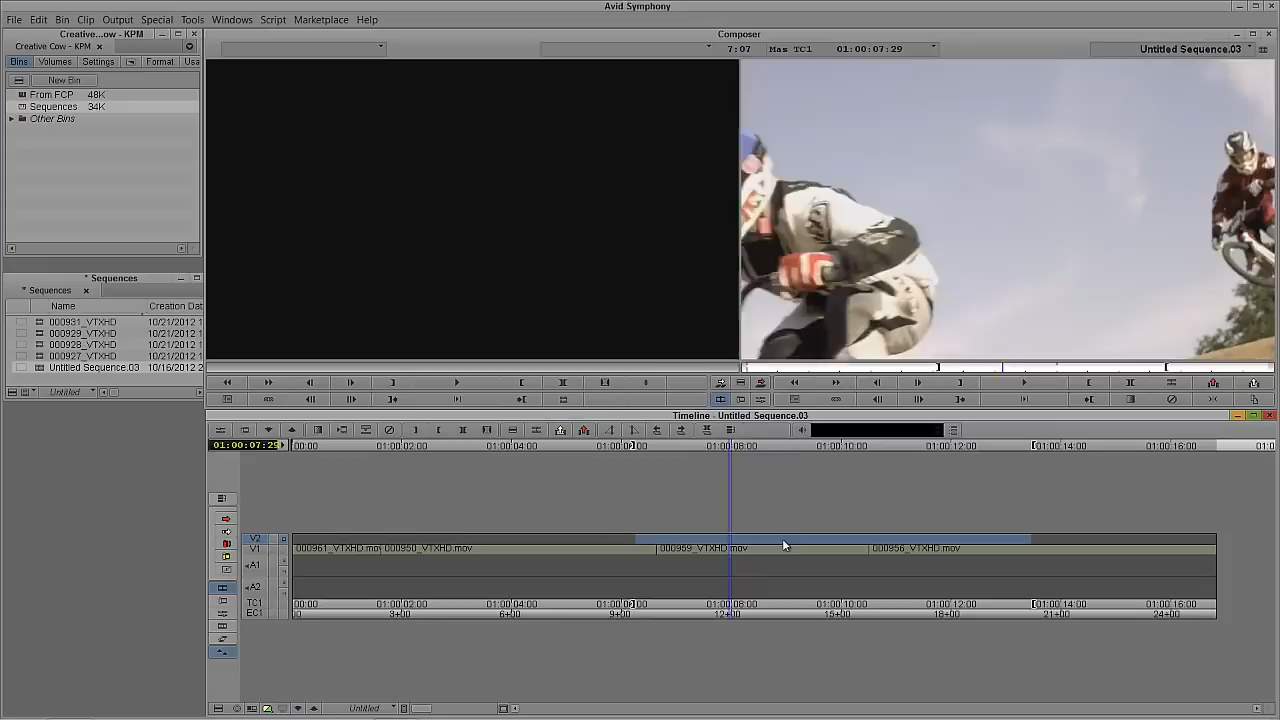 Avid Symphony
File Edit Bin Clip Output Special Tools Windows Script Marketplace Help
Creative...ow - KPM
Composer
Creative Cow - KPM
7:07 Mas TC1 01:00:07:29 Untitled Sequence.03
Bins Volumes Settings Format Usa
New Bin
From FCP 48K
Sequences 34K
Other Bins
* Sequences
* Sequences
Name Creation Dat
000931_VTXHD 10/21/2012 1
000929_VTXHD 10/21/2012 1
000928_VTXHD 10/21/2012 1
000927_VTXHD 10/21/2012 1
Untitled Sequence.03 10/15/2012 2
Untitled
Timeline - Untitled Sequence.03
01:00:07:29 00:00 01:00:02:00 01:00:04:00 01:00:06:00 01:00:08:00 01:00:10:00 01:00:12:00 01:00:14:00 01:00:16:00 01:0
V2
V1 000961_VTXHD.mov 000950_VTXHD.mov 000959_VTXHD.mov 000956_VTXHD.mov
A1
A2
TC1 00:00 01:00:02:00 01:00:04:00 01:00:06:00 01:00:08:00 01:00:10:00 01:00:12:00 01:00:14:00 01:00:16:00
EC1 00 3+00 6+00 9+00 12+00 15+00 18+00 21+00 24+00
Untitled